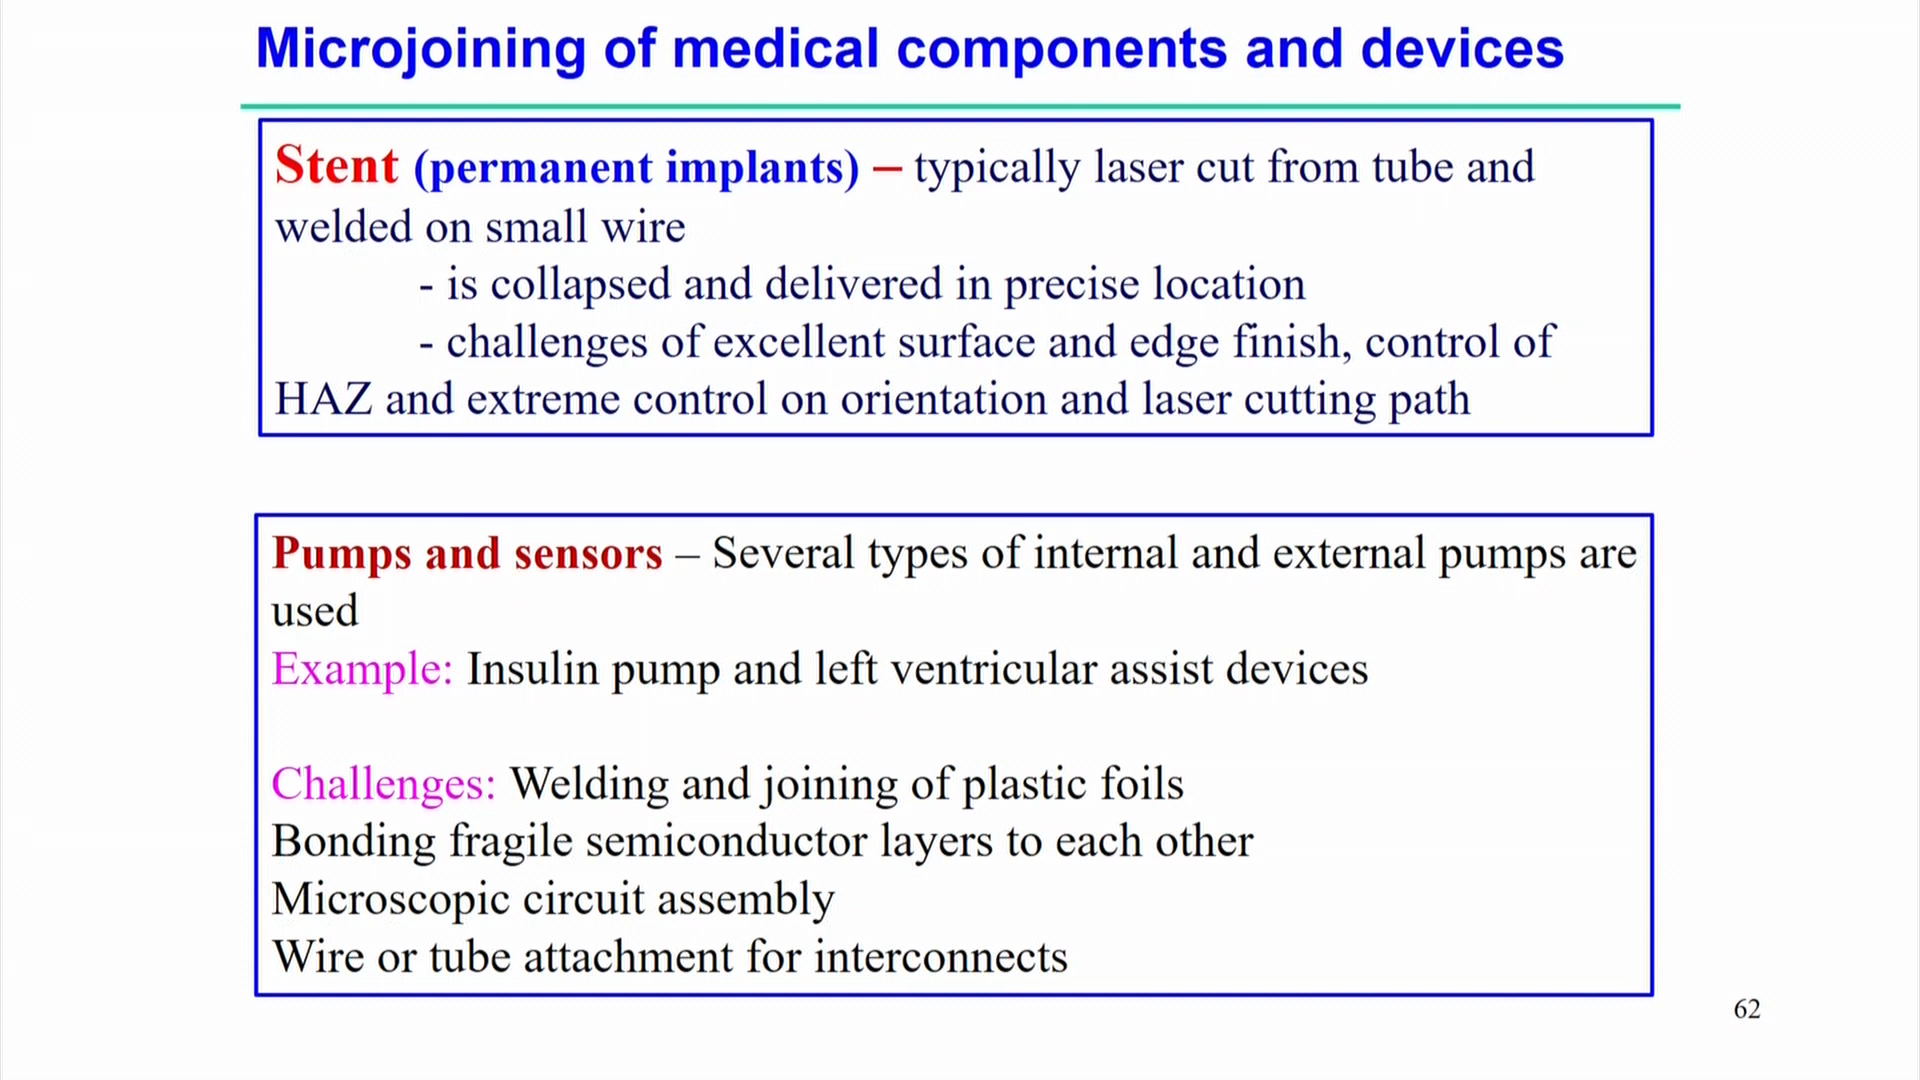 Microjoining of medical components and devices
Stent (permanent implants) – typically laser cut from tube and
welded on small wire
- is collapsed and delivered in precise location
- challenges of excellent surface and edge finish, control of
HAZ and extreme control on orientation and laser cutting path
Pumps and sensors – Several types of internal and external pumps are
used
Example: Insulin pump and left ventricular assist devices
Challenges: Welding and joining of plastic foils
Bonding fragile semiconductor layers to each other
Microscopic circuit assembly
Wire or tube attachment for interconnects
62